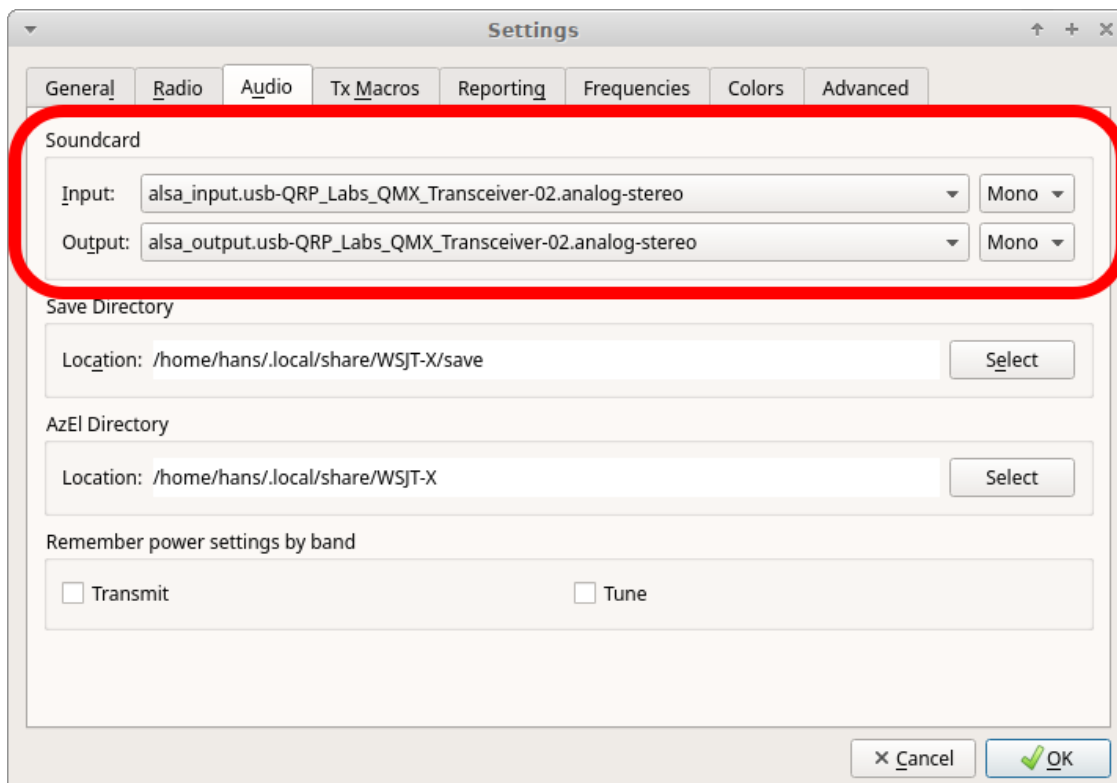 Settings
General Radio Audio Tx Macros Reporting Frequencies Colors Advanced
Soundcard
Input: alsa_input.usb-QRP_Labs_QMX_Transceiver-02.analog-stereo Mono
Output: alsa_output.usb-QRP_Labs_QMX_Transceiver-02.analog-stereo Mono
Save Directory
Location: /home/hans/.local/share/WSJT-X/save Select
AzEl Directory
Location: /home/hans/.local/share/WSJT-X Select
Remember power settings by band
Transmit Tune
Cancel OK